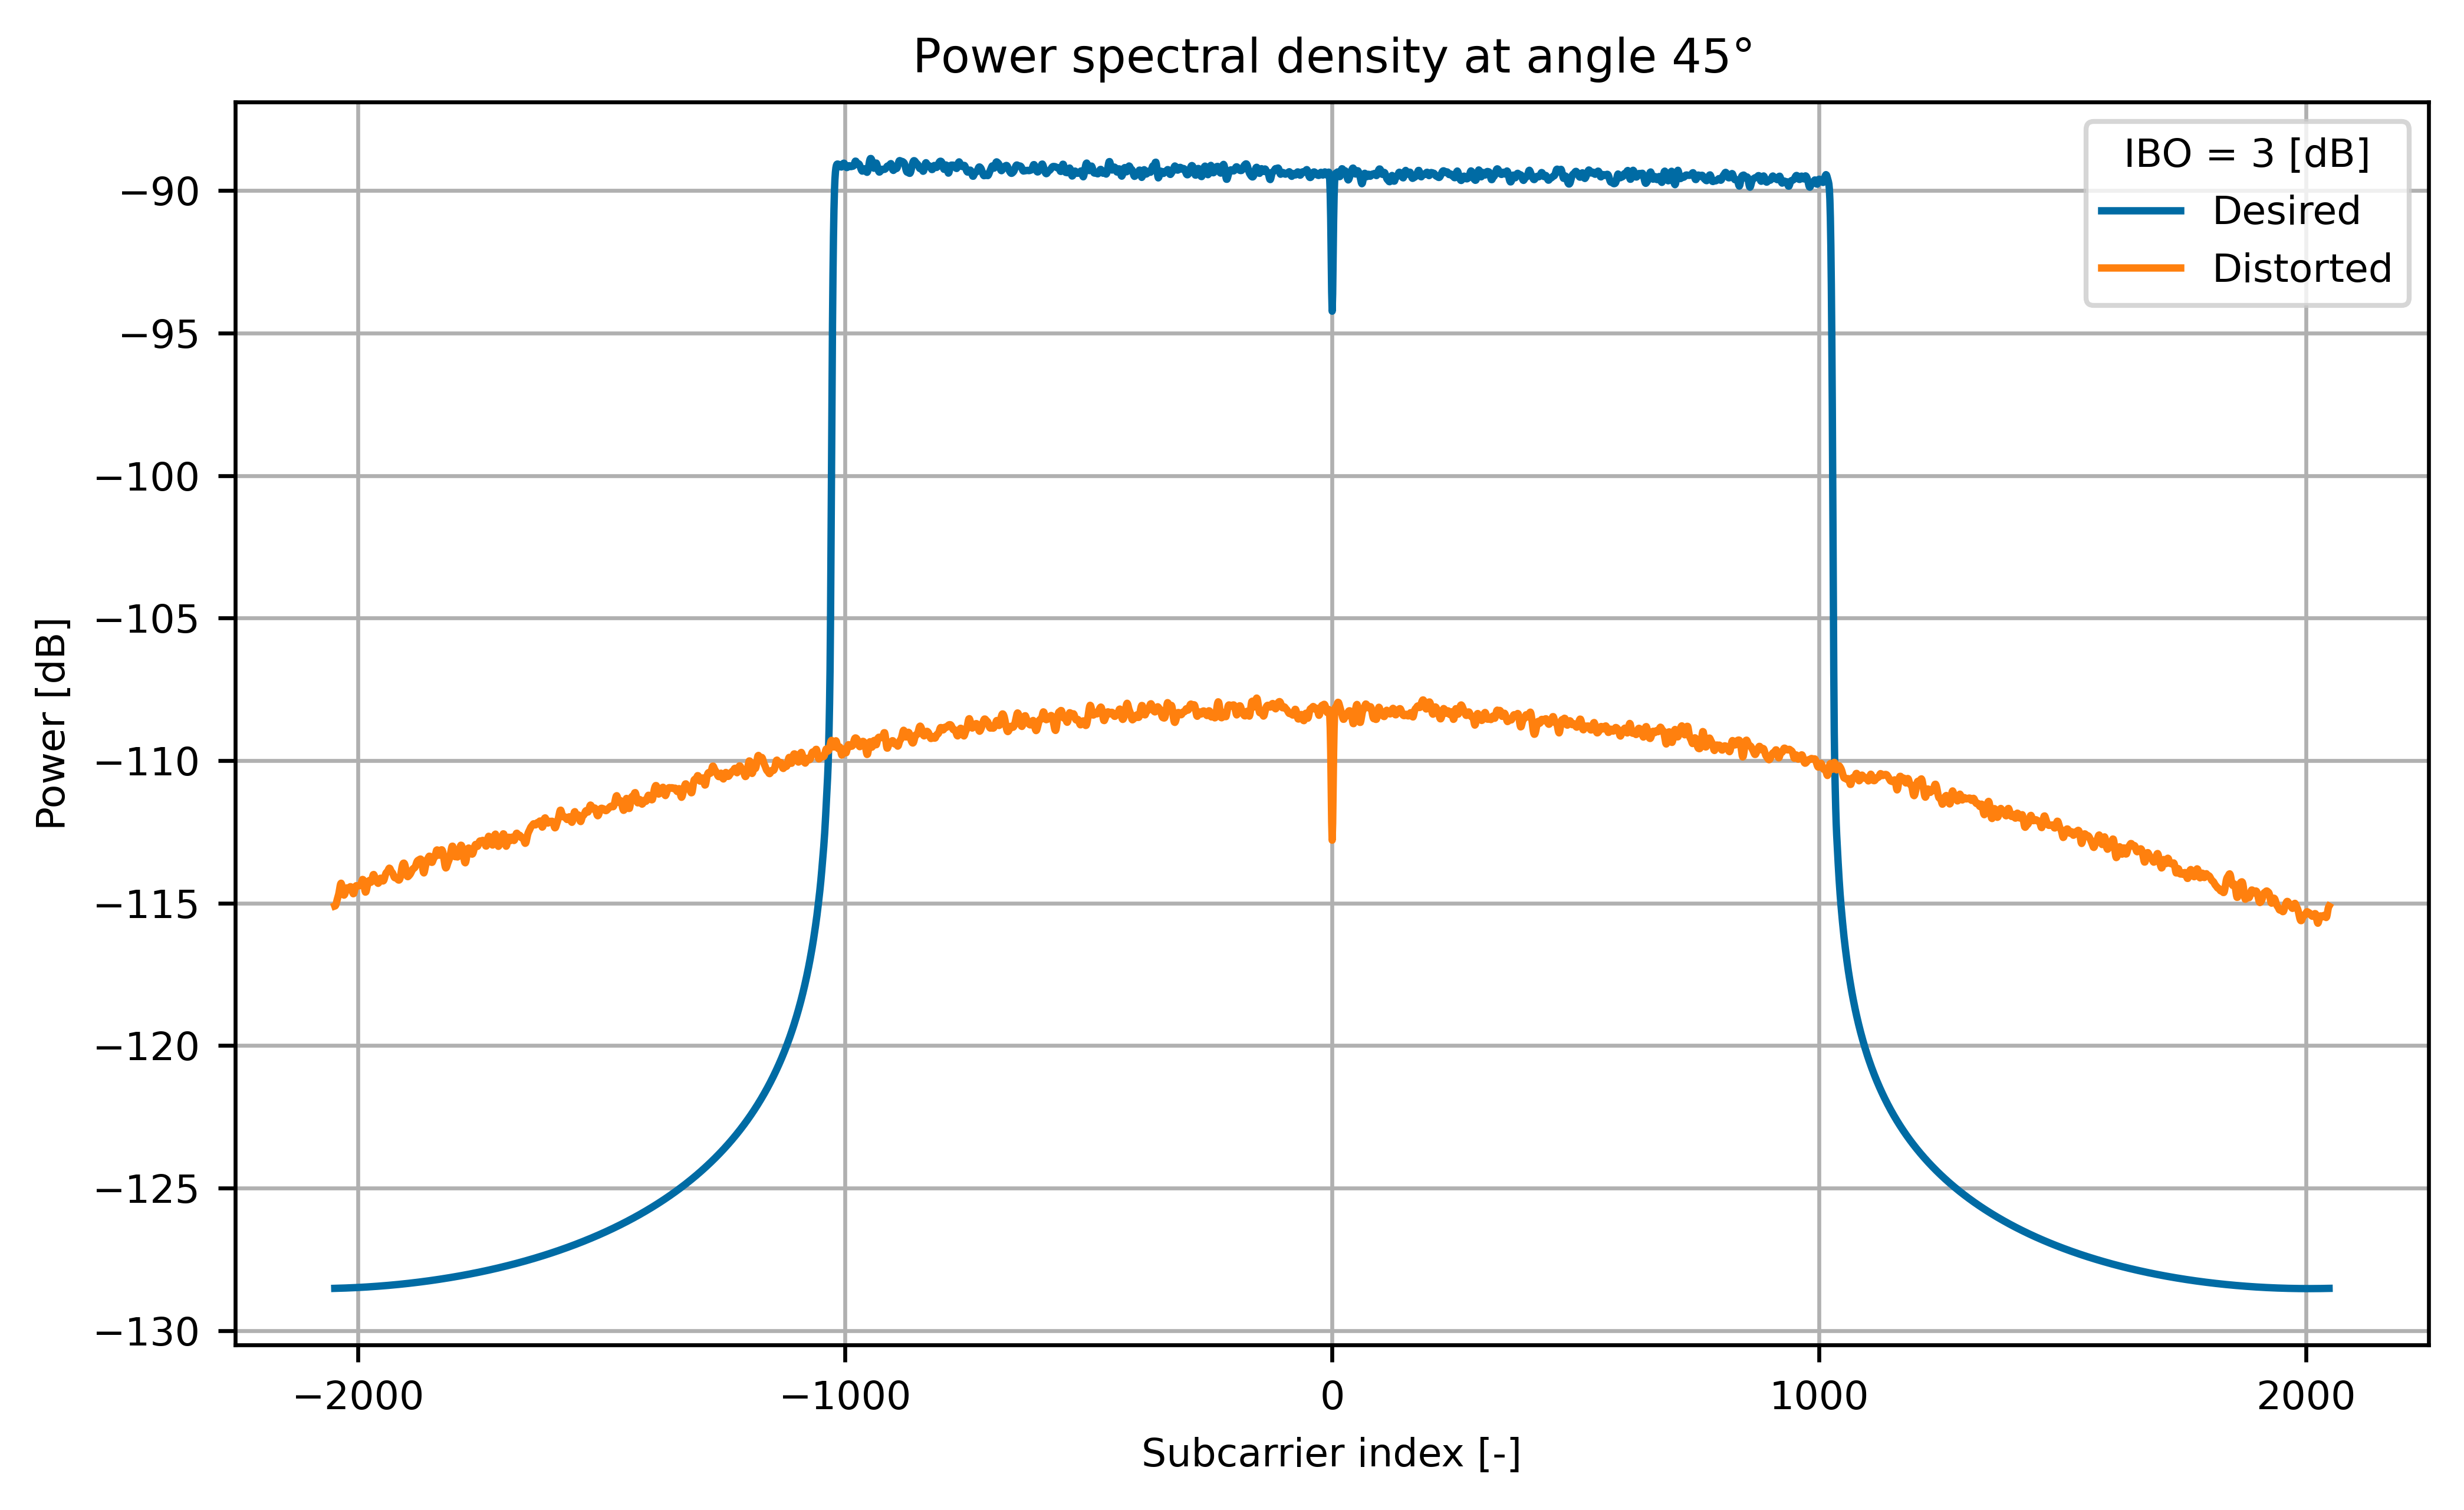 Power spectral density at angle 45°
IBO = 3 [dB]
Desired
Distorted
Power [dB]
−90
−95
−100
−105
−110
−115
−120
−125
−130
−2000
−1000
0
1000
2000
Subcarrier index [-]